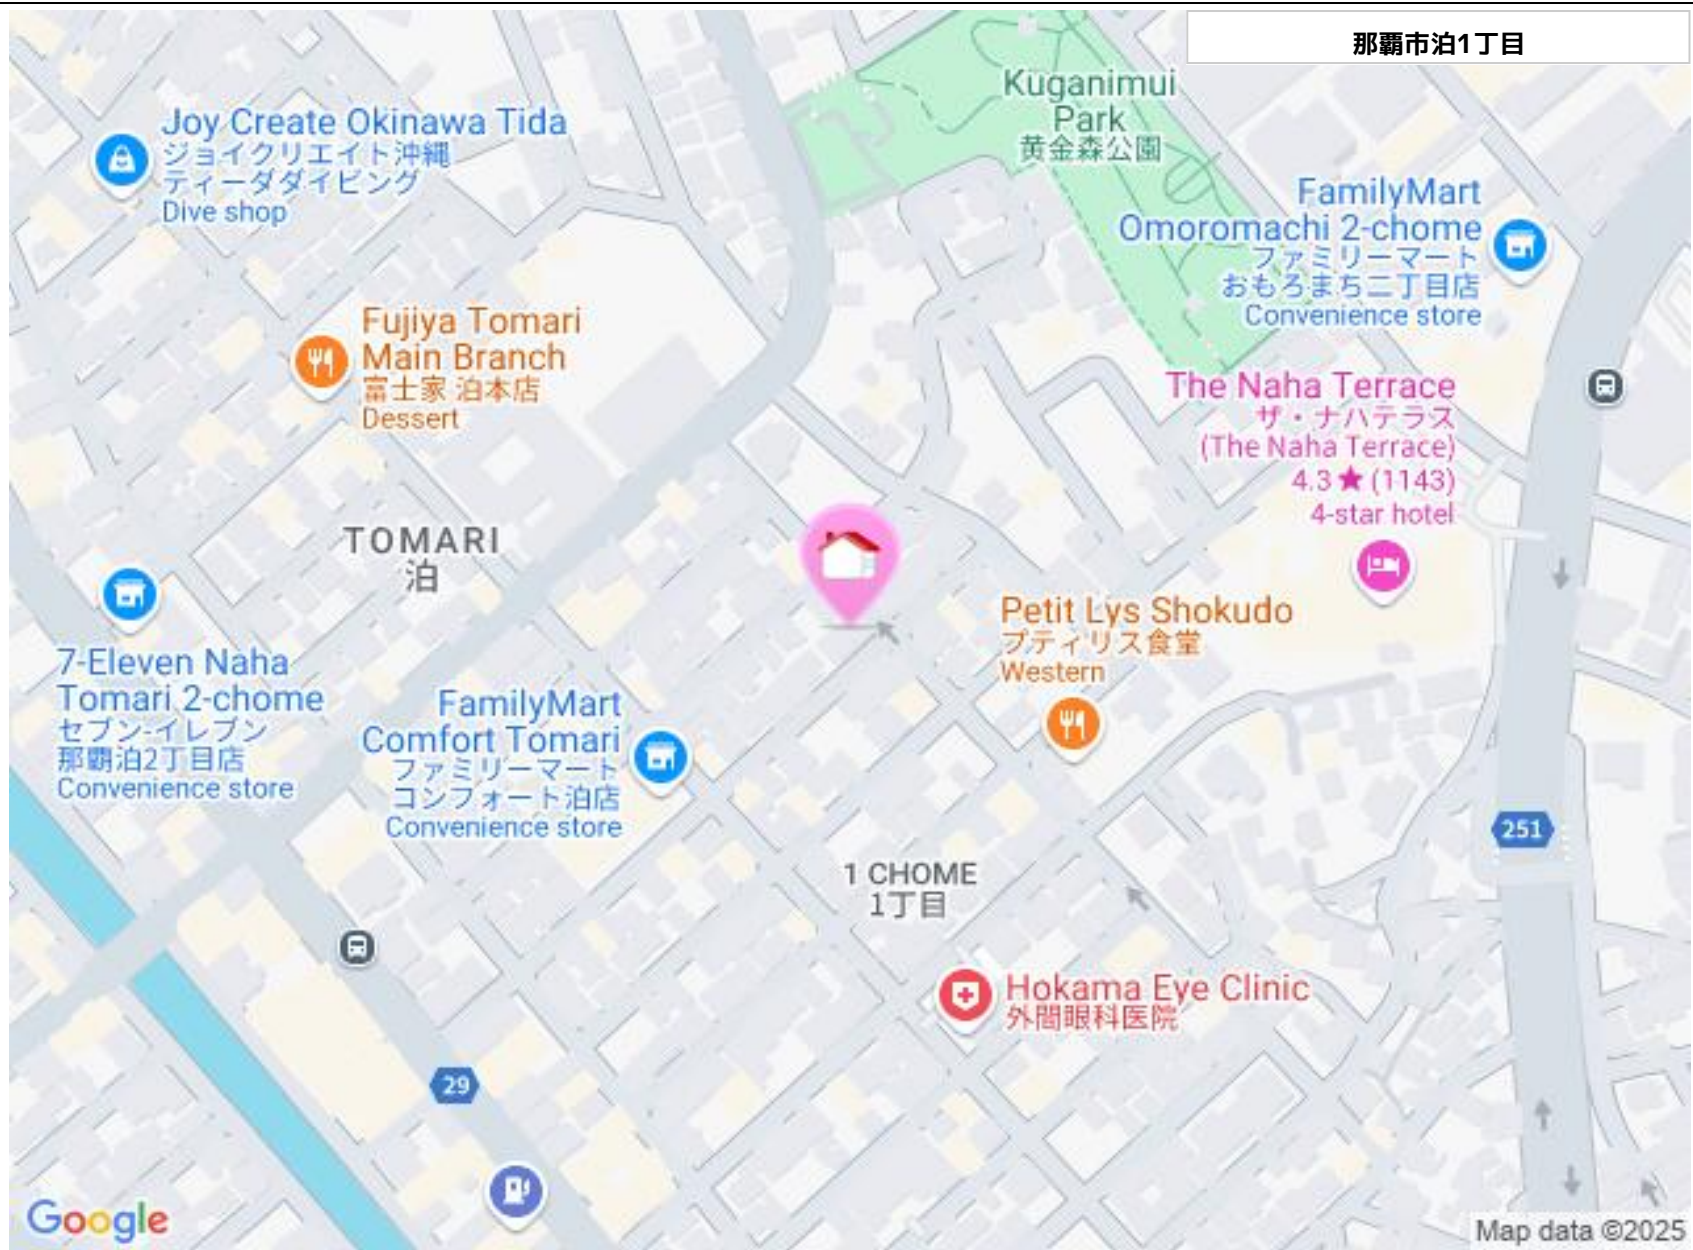 那覇市泊1丁目
Kuganimui
Park
黄金森公園
Joy Create Okinawa Tida
ジョイクリエイト沖縄
ティーダダイビング
Dive shop
FamilyMart
Omoromachi 2-chome
ファミリーマート
おもろまち二丁目店
Convenience store
Fujiya Tomari
Main Branch
富士家 泊本店
Dessert
The Naha Terrace
ザ・ナハテラス
(The Naha Terrace)
4.3★(1143)
4-star hotel
TOMARI
泊
Petit Lys Shokudo
プティリス食堂
Western
7-Eleven Naha
Tomari 2-chome
セブン-イレブン
那覇泊2丁目店
Convenience store
FamilyMart
Comfort Tomari
ファミリーマート
コンフォート泊店
Convenience store
251
1 CHOME
1丁目
Hokama Eye Clinic
外間眼科医院
29
Google
Map data ©2025